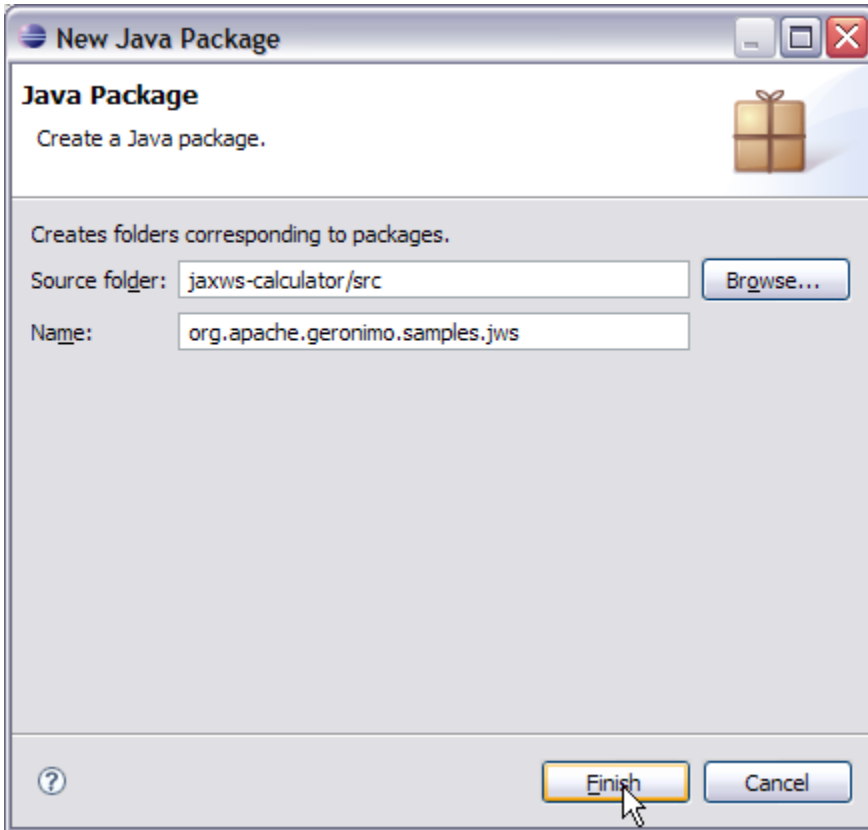 New Java Package
Java Package
Create a Java package.
Creates folders corresponding to packages.
Source folder: jaxws-calculator/src Browse...
Name: org.apache.geronimo.samples.jws
? Finish Cancel